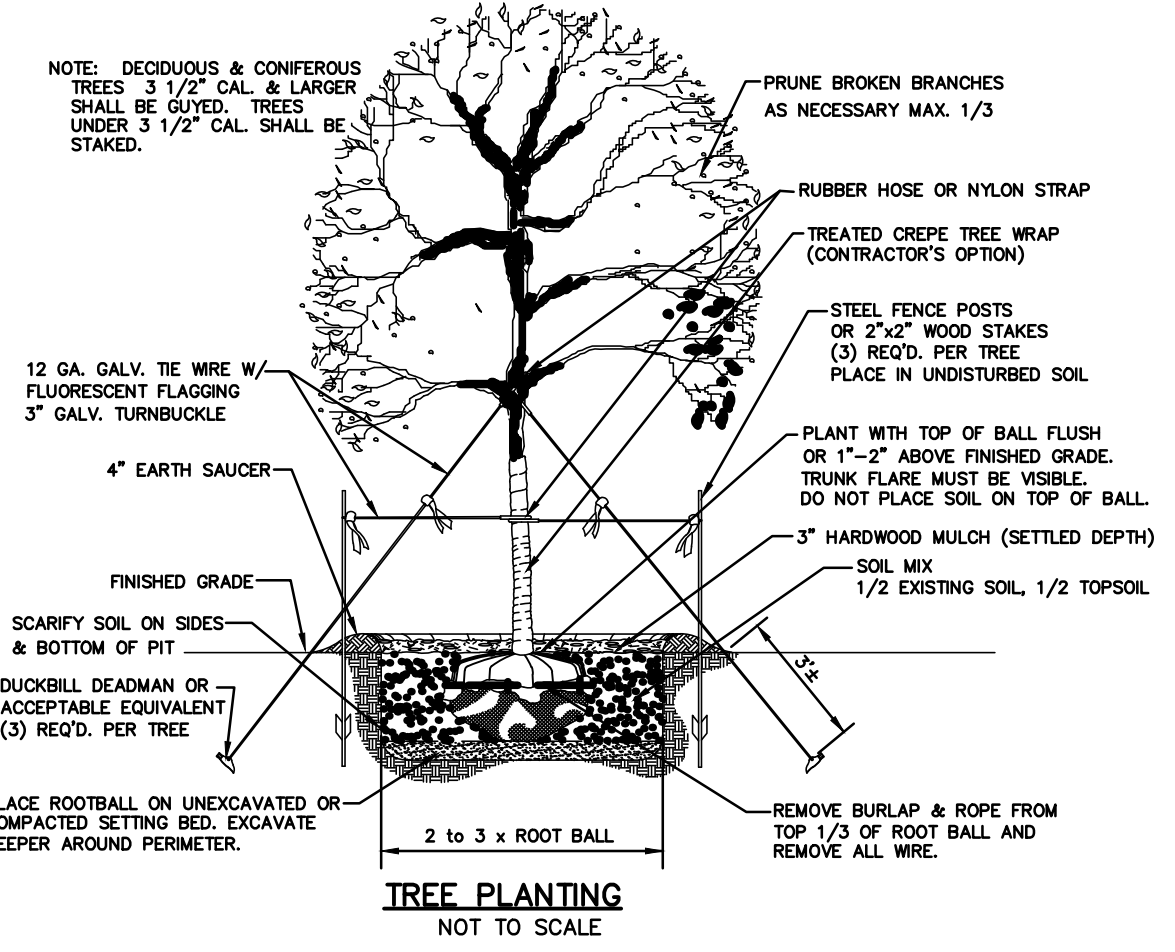 NOTE: DECIDUOUS & CONIFEROUS
TREES 3 1/2" CAL. & LARGER
SHALL BE GUYED. TREES
UNDER 3 1/2" CAL. SHALL BE
STAKED.
PRUNE BROKEN BRANCHES
AS NECESSARY MAX. 1/3
RUBBER HOSE OR NYLON STRAP
TREATED CREPE TREE WRAP
(CONTRACTOR'S OPTION)
STEEL FENCE POSTS
OR 2"x2" WOOD STAKES
(3) REQ'D. PER TREE
PLACE IN UNDISTURBED SOIL
12 GA. GALV. TIE WIRE W/
FLUORESCENT FLAGGING
3" GALV. TURNBUCKLE
PLANT WITH TOP OF BALL FLUSH
OR 1"-2" ABOVE FINISHED GRADE.
TRUNK FLARE MUST BE VISIBLE.
DO NOT PLACE SOIL ON TOP OF BALL.
4" EARTH SAUCER
3" HARDWOOD MULCH (SETTLED DEPTH)
SOIL MIX
1/2 EXISTING SOIL, 1/2 TOPSOIL
FINISHED GRADE
SCARIFY SOIL ON SIDES
& BOTTOM OF PIT
3'±
DUCKBILL DEADMAN OR
ACCEPTABLE EQUIVALENT
(3) REQ'D. PER TREE
LACE ROOTBALL ON UNEXCAVATED OR
OMPACTED SETTING BED. EXCAVATE
EEPER AROUND PERIMETER.
2 to 3 x ROOT BALL
REMOVE BURLAP & ROPE FROM
TOP 1/3 OF ROOT BALL AND
REMOVE ALL WIRE.
TREE PLANTING
NOT TO SCALE